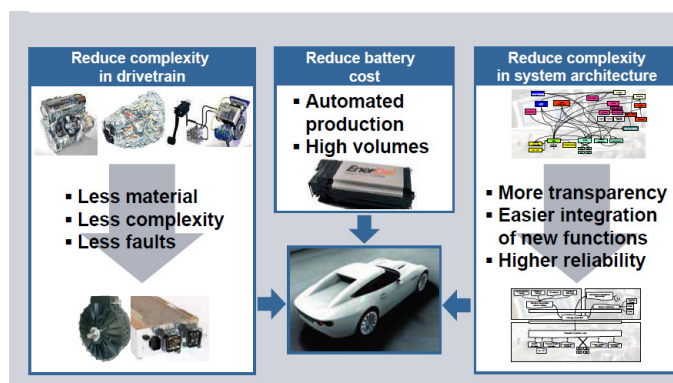 Reduce complexity
in drivetrain
▪ Less material
▪ Less complexity
▪ Less faults
Reduce battery
cost
▪ Automated
production
▪ High volumes
EnerDel
Reduce complexity
in system architecture
▪ More transparency
▪ Easier integration
of new functions
▪ Higher reliability